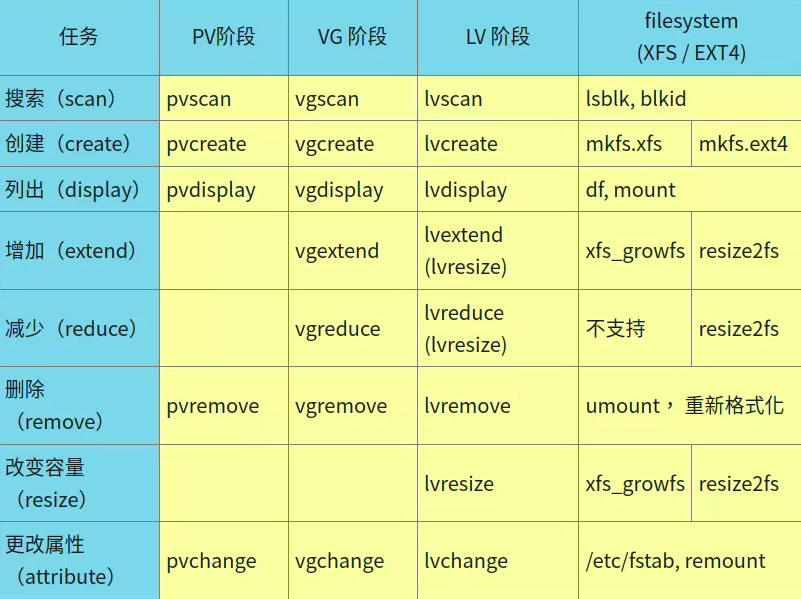 任务 PV阶段 VG 阶段 LV 阶段 filesystem
(XFS / EXT4)
搜索（scan） pvscan vgscan lvscan lsblk, blkid
创建（create） pvcreate vgcreate lvcreate mkfs.xfs mkfs.ext4
列出（display） pvdisplay vgdisplay lvdisplay df, mount
增加（extend） vgextend lvextend
(lvresize) xfs_growfs resize2fs
减少（reduce） vgreduce lvreduce
(lvresize) 不支持 resize2fs
删除
（remove） pvremove vgremove lvremove umount， 重新格式化
改变容量
（resize） lvresize xfs_growfs resize2fs
更改属性
（attribute） pvchange vgchange lvchange /etc/fstab, remount